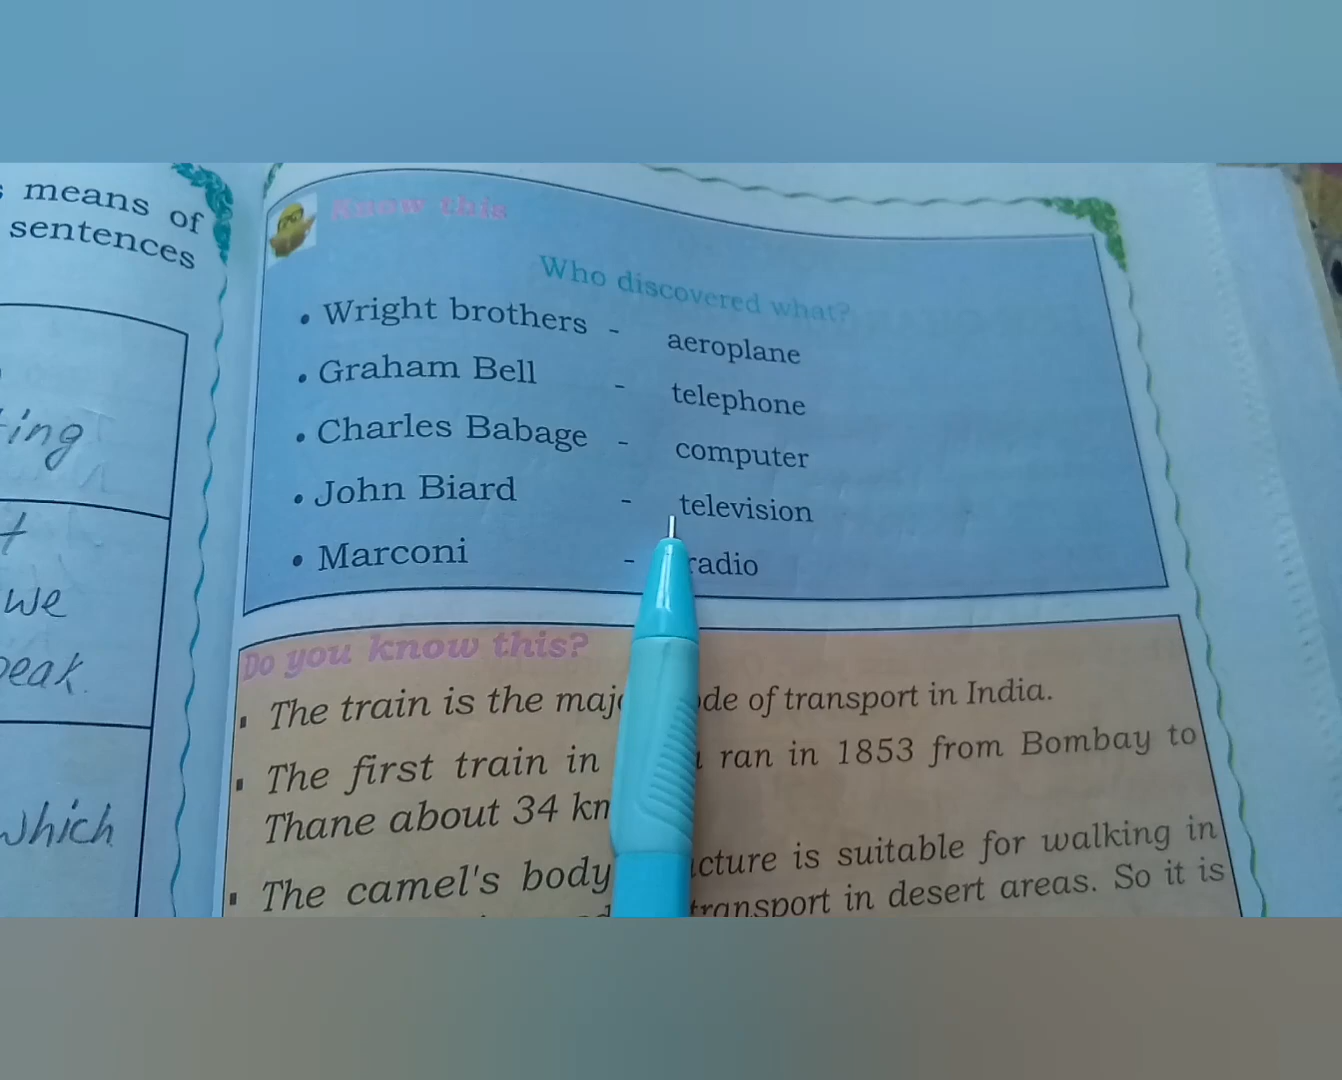 means of
sentences
ing
we
which
Know this
Who discovered what?
• Wright brothers - aeroplane
• Graham Bell - telephone
• Charles Babage - computer
• John Biard - television
• Marconi - radio
Do you know this?
▪ The train is the maj de of transport in India.
▪ The first train in ran in 1853 from Bombay to
Thane about 34 km
▪ The camel's body cture is suitable for walking in
transport in desert areas. So it is